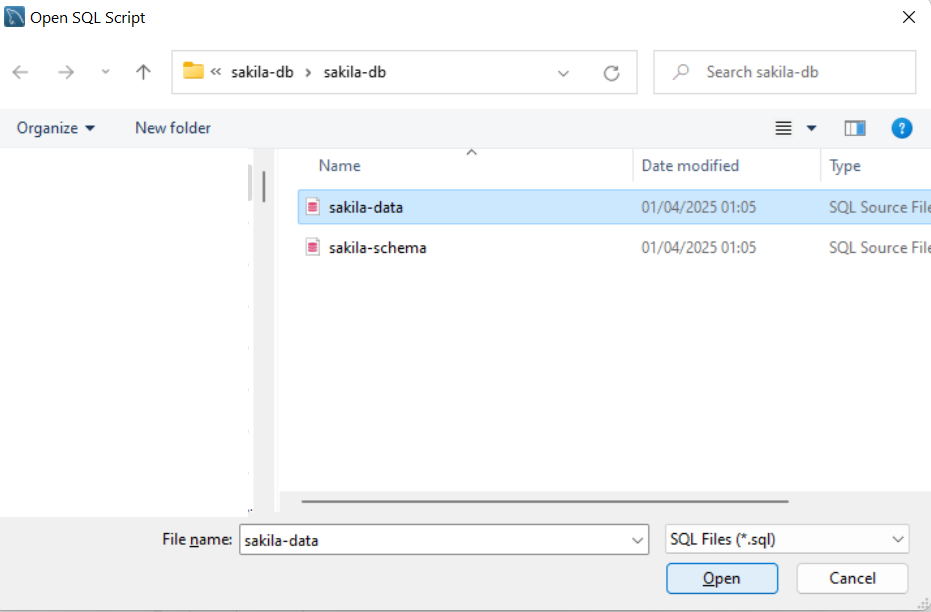 Open SQL Script
« sakila-db › sakila-db
Search sakila-db
Organize
New folder
Name
Date modified
Type
sakila-data
01/04/2025 01:05
SQL Source File
sakila-schema
01/04/2025 01:05
SQL Source File
File name:
sakila-data
SQL Files (*.sql)
Open
Cancel